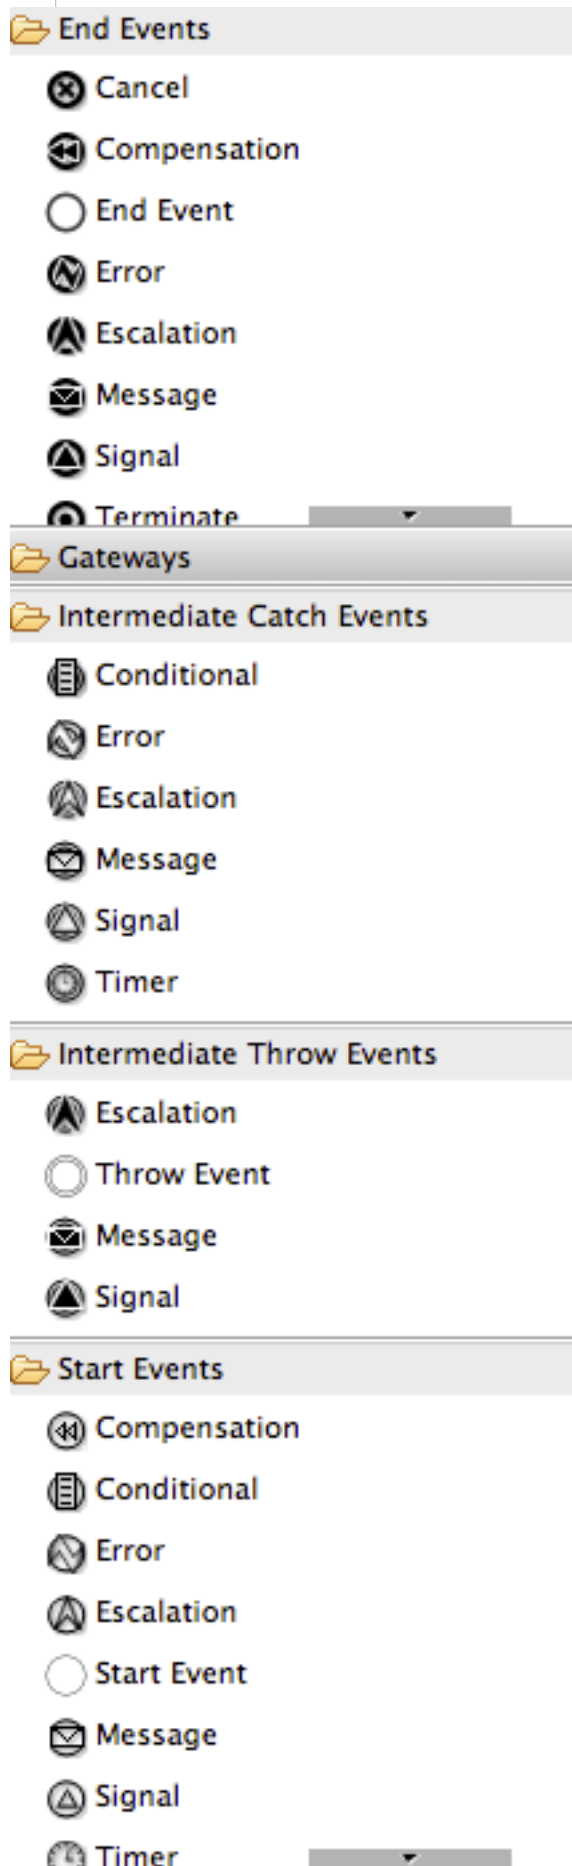 End Events
Cancel
Compensation
End Event
Error
Escalation
Message
Signal
Terminate
Gateways
Intermediate Catch Events
Conditional
Error
Escalation
Message
Signal
Timer
Intermediate Throw Events
Escalation
Throw Event
Message
Signal
Start Events
Compensation
Conditional
Error
Escalation
Start Event
Message
Signal
Timer